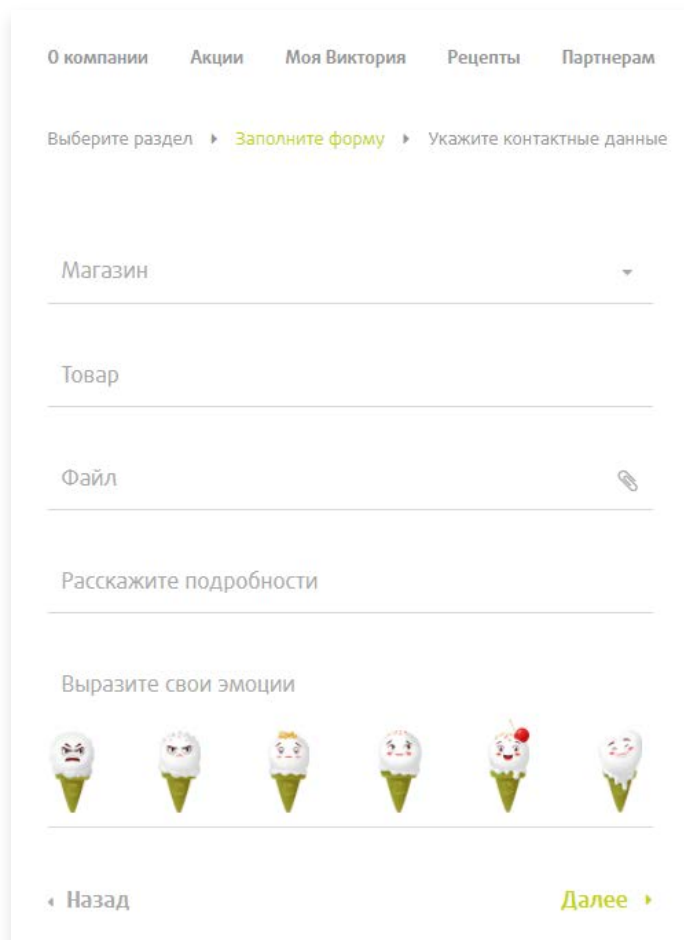 О компании Акции Моя Виктория Рецепты Партнерам
Выберите раздел Заполните форму Укажите контактные данные
Магазин
Товар
Файл
Расскажите подробности
Выразите свои эмоции
Назад Далее